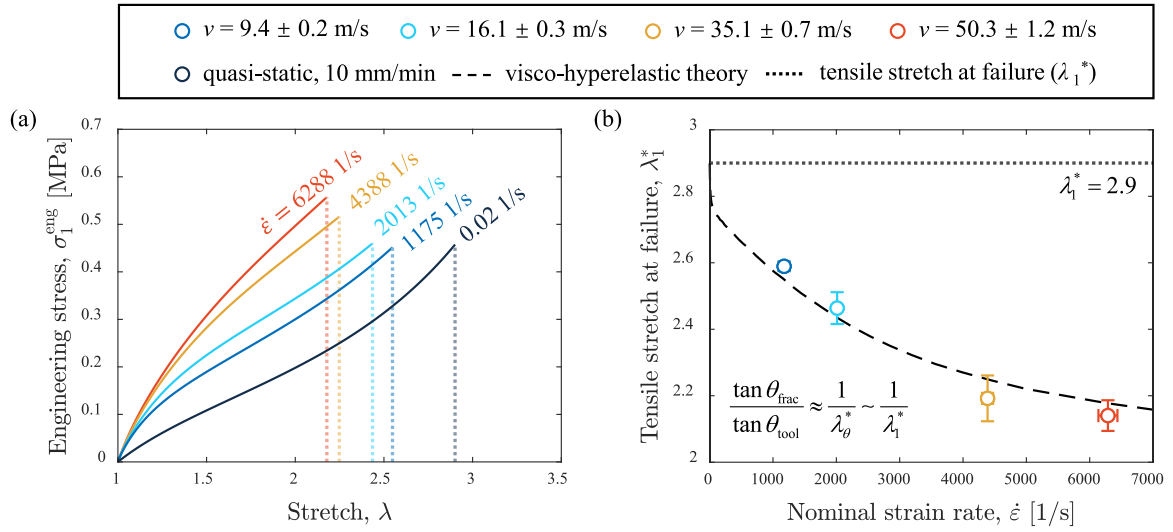 v = 9.4 ± 0.2 m/s v = 16.1 ± 0.3 m/s v = 35.1 ± 0.7 m/s v = 50.3 ± 1.2 m/s
quasi-static, 10 mm/min visco-hyperelastic theory tensile stretch at failure (λ₁*)
(a)
Engineering stress, σ₁ᵉⁿᵍ [MPa]
0.7
0.6
0.5
0.4
0.3
0.2
0.1
0
ε̇ = 6288 1/s
4388 1/s
2013 1/s
1175 1/s
0.02 1/s
1 1.5 2 2.5 3 3.5
Stretch, λ
(b)
Tensile stretch at failure, λ₁*
3
2.8
2.6
2.4
2.2
2
λ₁* = 2.9
tan θ_frac / tan θ_tool ≈ 1/λ_θ* ~ 1/λ₁*
0 1000 2000 3000 4000 5000 6000 7000
Nominal strain rate, ε̇ [1/s]